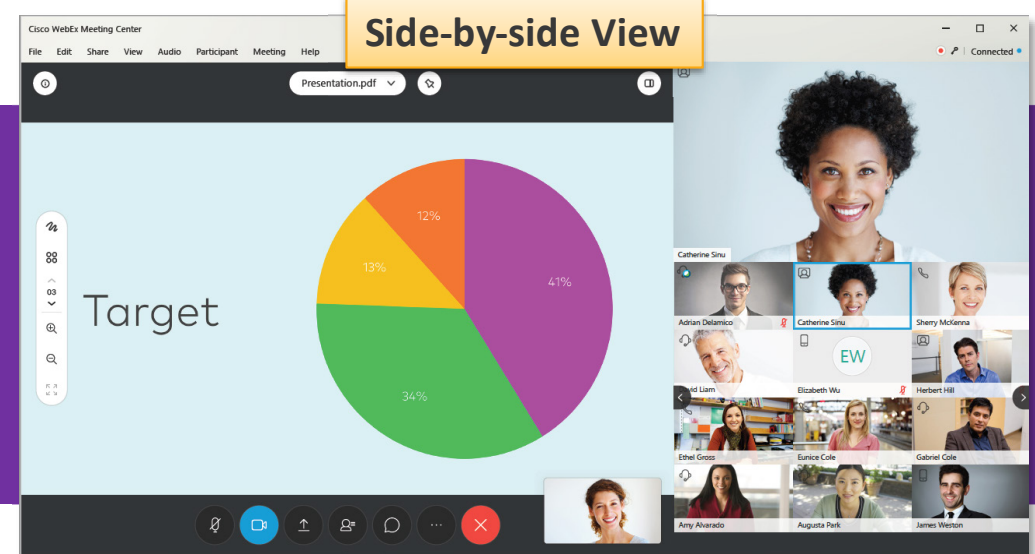 Side-by-side View
Cisco WebEx Meeting Center
File Edit Share View Audio Participant Meeting Help
Connected
Presentation.pdf
03
Target
12%
13%
41%
34%
Catherine Sinu
Adrian Delamico
Catherine Sinu
Sherry McKenna
EW
vid Liam
Elizabeth Wu
Herbert Hill
Ethel Gross
Eunice Cole
Gabriel Cole
Amy Alvarado
Augusta Park
James Weston